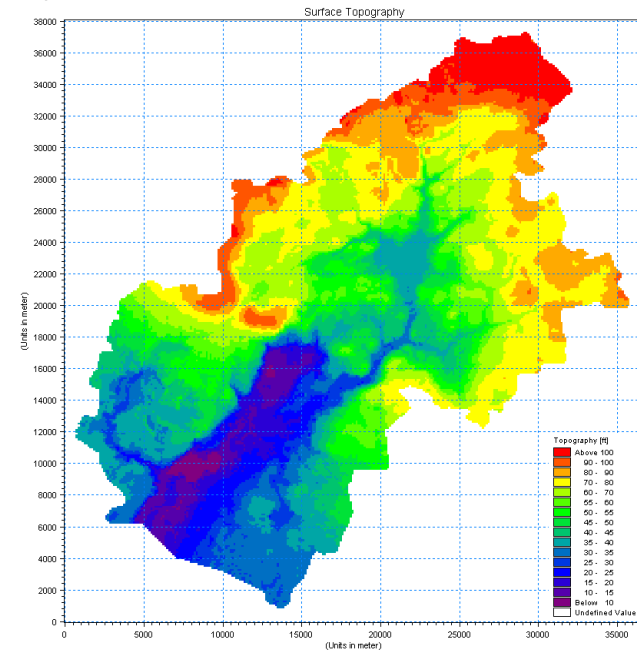 Surface Topography
38000
36000
34000
32000
30000
28000
26000
24000
22000
20000
18000
16000
14000
12000
10000
8000
6000
4000
2000
0
(Units in meter)
0 5000 10000 15000 20000 25000 30000 35000
(Units in meter)
Topography [ft]
Above 100
90 - 100
80 - 90
70 - 80
60 - 70
55 - 60
50 - 55
45 - 50
40 - 45
35 - 40
30 - 35
25 - 30
20 - 25
15 - 20
10 - 15
Below 10
Undefined Value